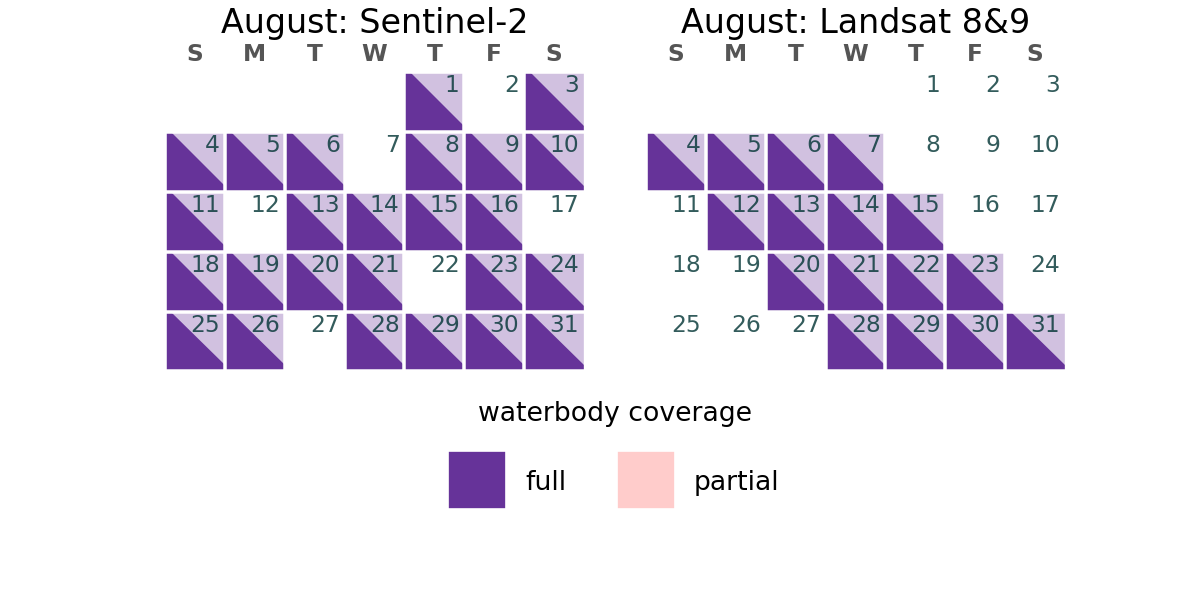 August: Sentinel-2
S M T W T F S
1 2 3
4 5 6 7 8 9 10
11 12 13 14 15 16 17
18 19 20 21 22 23 24
25 26 27 28 29 30 31
August: Landsat 8&9
S M T W T F S
1 2 3
4 5 6 7 8 9 10
11 12 13 14 15 16 17
18 19 20 21 22 23 24
25 26 27 28 29 30 31
waterbody coverage
full partial